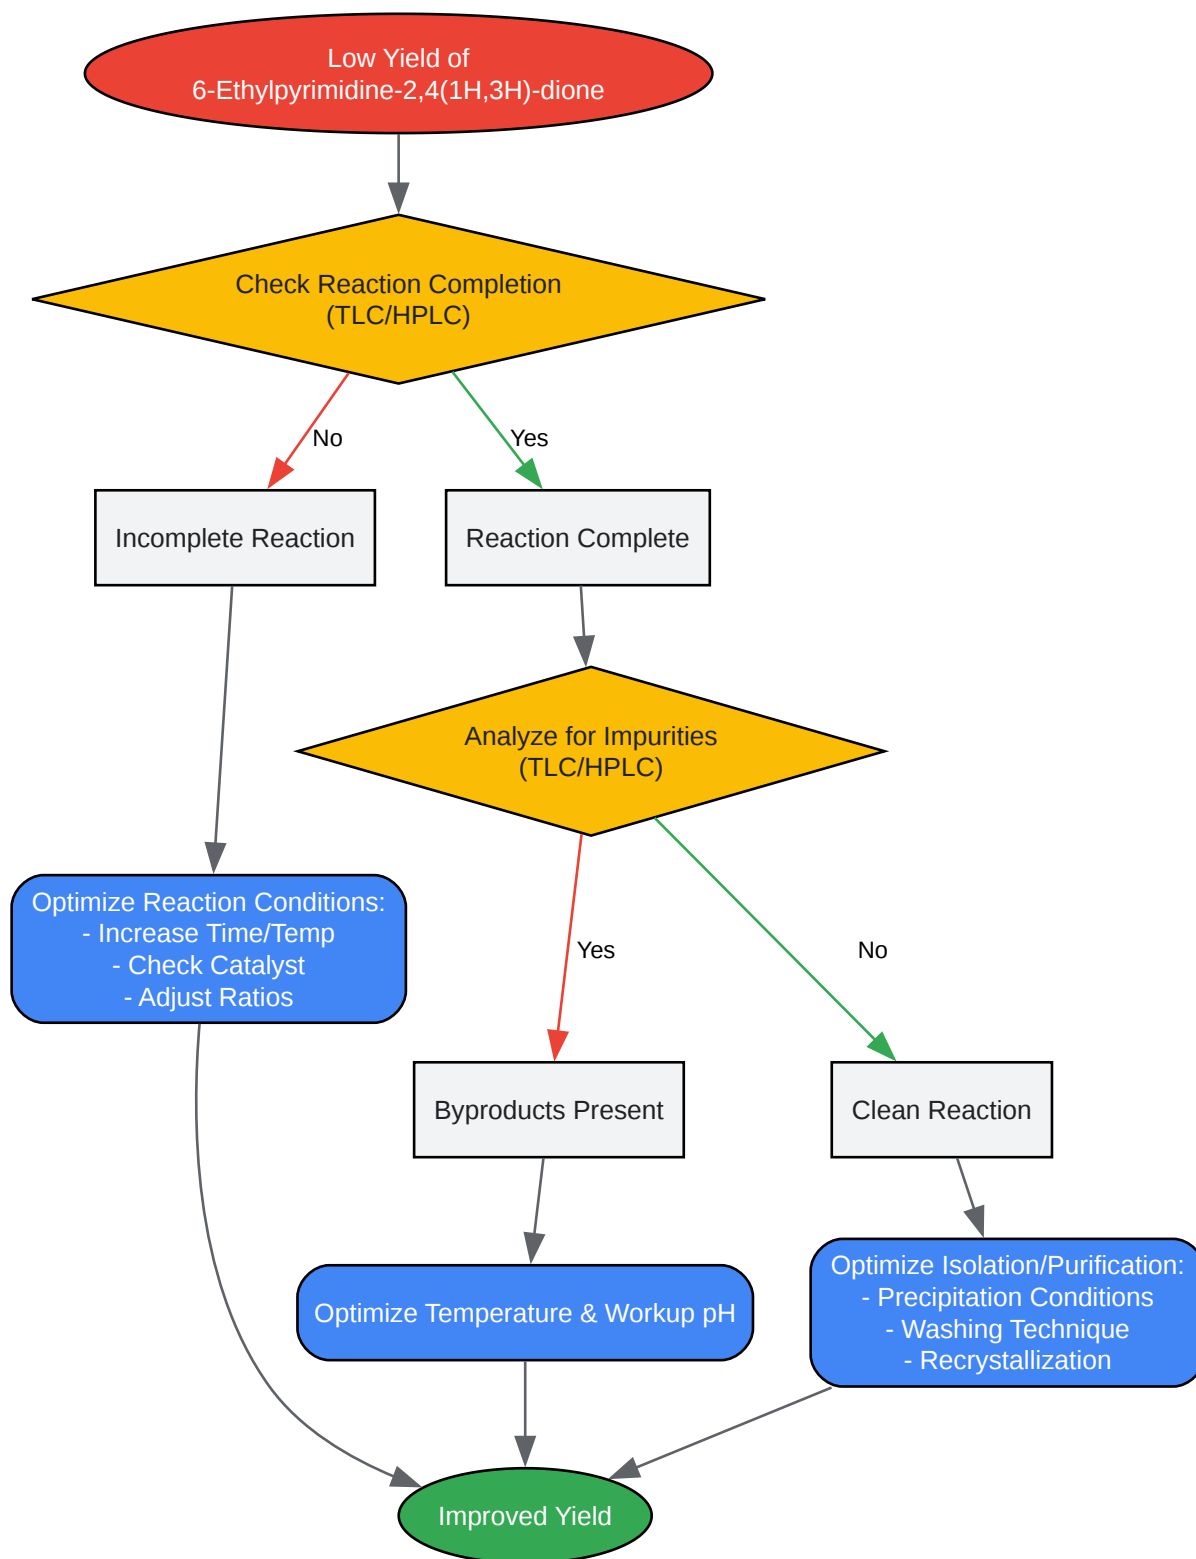 Low Yield of
6-Ethylpyrimidine-2,4(1H,3H)-dione
Check Reaction Completion
(TLC/HPLC)
No
Yes
Incomplete Reaction
Reaction Complete
Analyze for Impurities
(TLC/HPLC)
Optimize Reaction Conditions:
- Increase Time/Temp
- Check Catalyst
- Adjust Ratios
Yes
No
Byproducts Present
Clean Reaction
Optimize Temperature & Workup pH
Optimize Isolation/Purification:
- Precipitation Conditions
- Washing Technique
- Recrystallization
Improved Yield